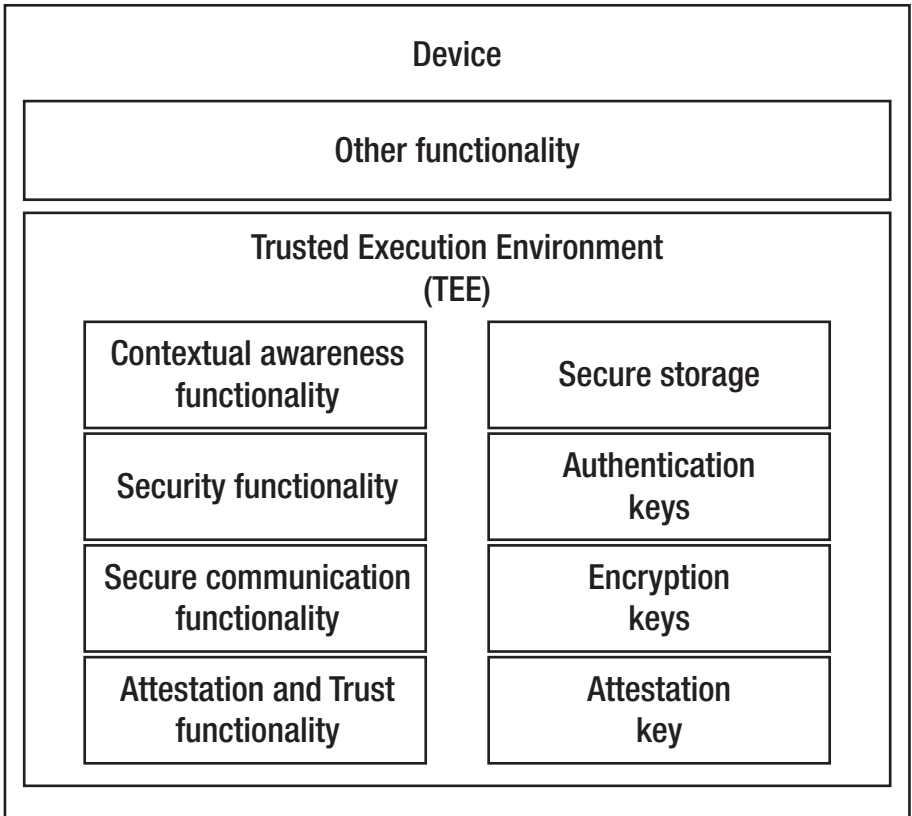 Device
Other functionality
Trusted Execution Environment
(TEE)
Contextual awareness
functionality
Secure storage
Security functionality
Authentication
keys
Secure communication
functionality
Encryption
keys
Attestation and Trust
functionality
Attestation
key